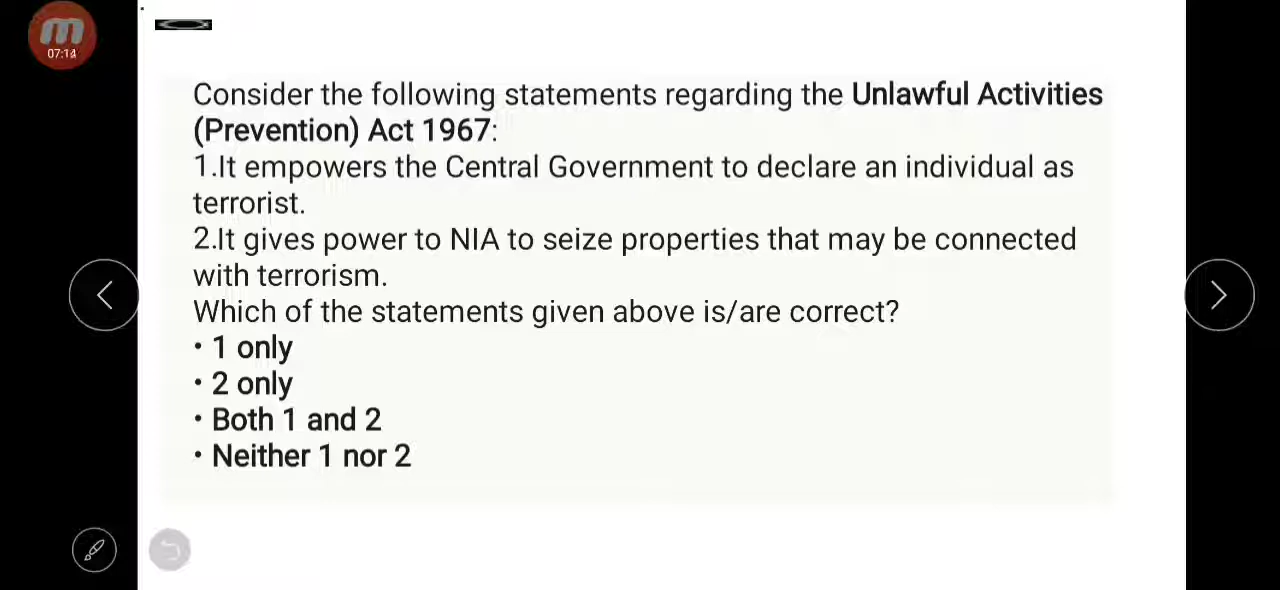 07:14
Consider the following statements regarding the Unlawful Activities
(Prevention) Act 1967:
1.It empowers the Central Government to declare an individual as
terrorist.
2.It gives power to NIA to seize properties that may be connected
with terrorism.
Which of the statements given above is/are correct?
• 1 only
• 2 only
• Both 1 and 2
• Neither 1 nor 2